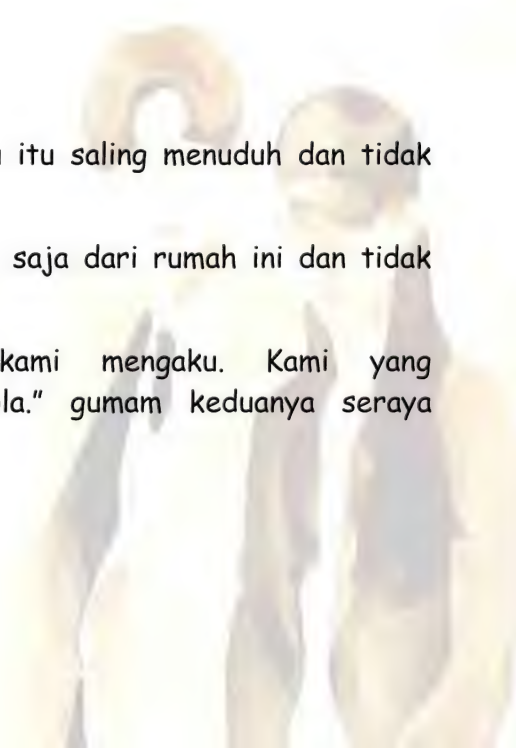 itu saling menuduh dan tidak
saja dari rumah ini dan tidak
kami mengaku. Kami yang
la." gumam keduanya seraya